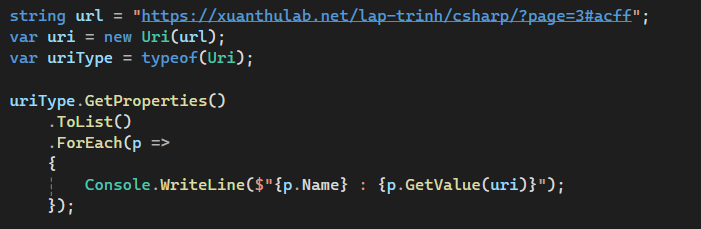 string url = "https://xuanthulab.net/lap-trinh/csharp/?page=3#acff";
var uri = new Uri(url);
var uriType = typeof(Uri);
uriType.GetProperties()
.ToList()
.ForEach(p =>
{
Console.WriteLine($"{p.Name} : {p.GetValue(uri)}");
});